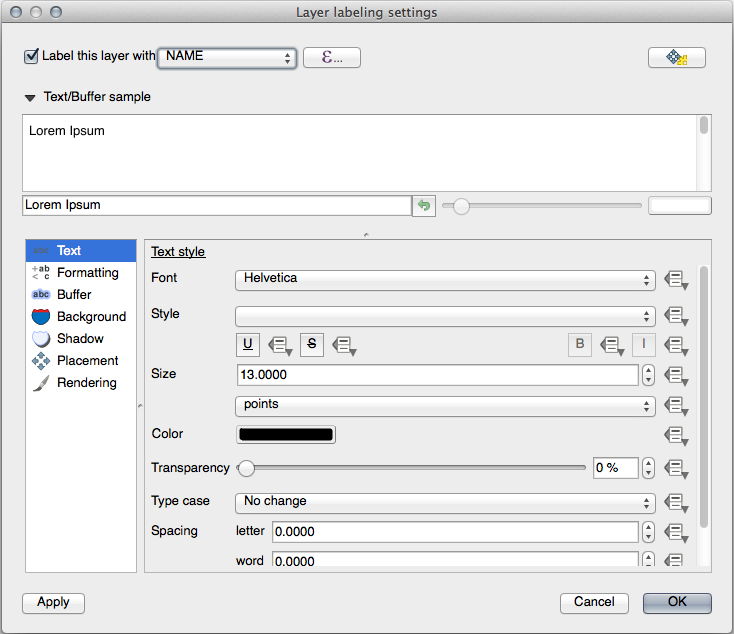 Layer labeling settings
Label this layer with NAME ε...
Text/Buffer sample
Lorem Ipsum
Lorem Ipsum
Text
Formatting
Buffer
Background
Shadow
Placement
Rendering
Text style
Font Helvetica
Style
U S B I
Size 13.0000
points
Color
Transparency 0 %
Type case No change
Spacing letter 0.0000
word 0.0000
Apply Cancel OK